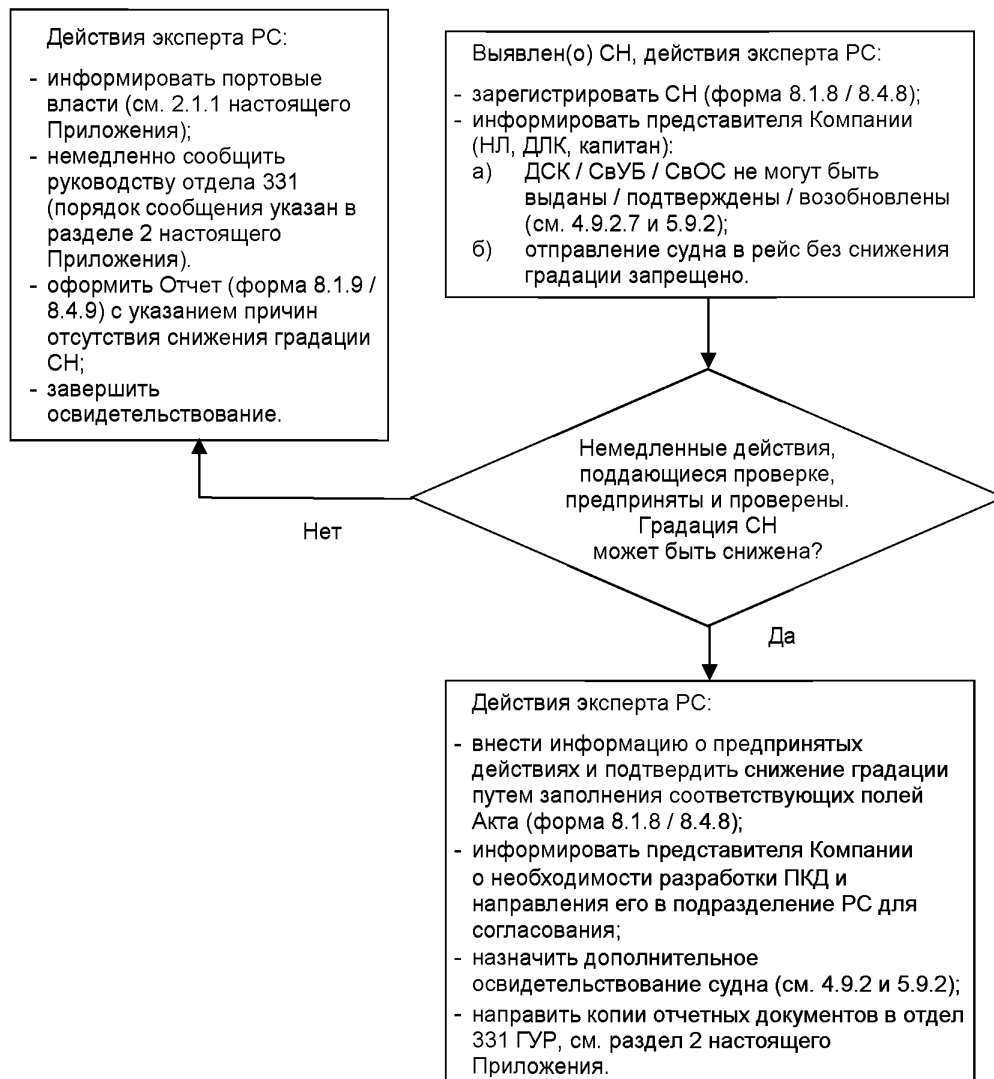 Действия эксперта РС:
- информировать портовые
власти (см. 2.1.1 настоящего
Приложения);
- немедленно сообщить
руководству отдела 331
(порядок сообщения указан в
разделе 2 настоящего
Приложения).
- оформить Отчет (форма 8.1.9 /
8.4.9) с указанием причин
отсутствия снижения градации
СН;
- завершить
освидетельствование.
Выявлен(о) СН, действия эксперта РС:
- зарегистрировать СН (форма 8.1.8 / 8.4.8);
- информировать представителя Компании
(НЛ, ДЛК, капитан):
а) ДСК / СвУБ / СвОС не могут быть
выданы / подтверждены / возобновлены
(см. 4.9.2.7 и 5.9.2);
б) отправление судна в рейс без снижения
градации запрещено.
Немедленные действия,
поддающиеся проверке,
предприняты и проверены.
Градация СН
может быть снижена?
Нет
Да
Действия эксперта РС:
- внести информацию о предпринятых
действиях и подтвердить снижение градации
путем заполнения соответствующих полей
Акта (форма 8.1.8 / 8.4.8);
- информировать представителя Компании
о необходимости разработки ПКД и
направления его в подразделение РС для
согласования;
- назначить дополнительное
освидетельствование судна (см. 4.9.2 и 5.9.2);
- направить копии отчетных документов в отдел
331 ГУР, см. раздел 2 настоящего
Приложения.